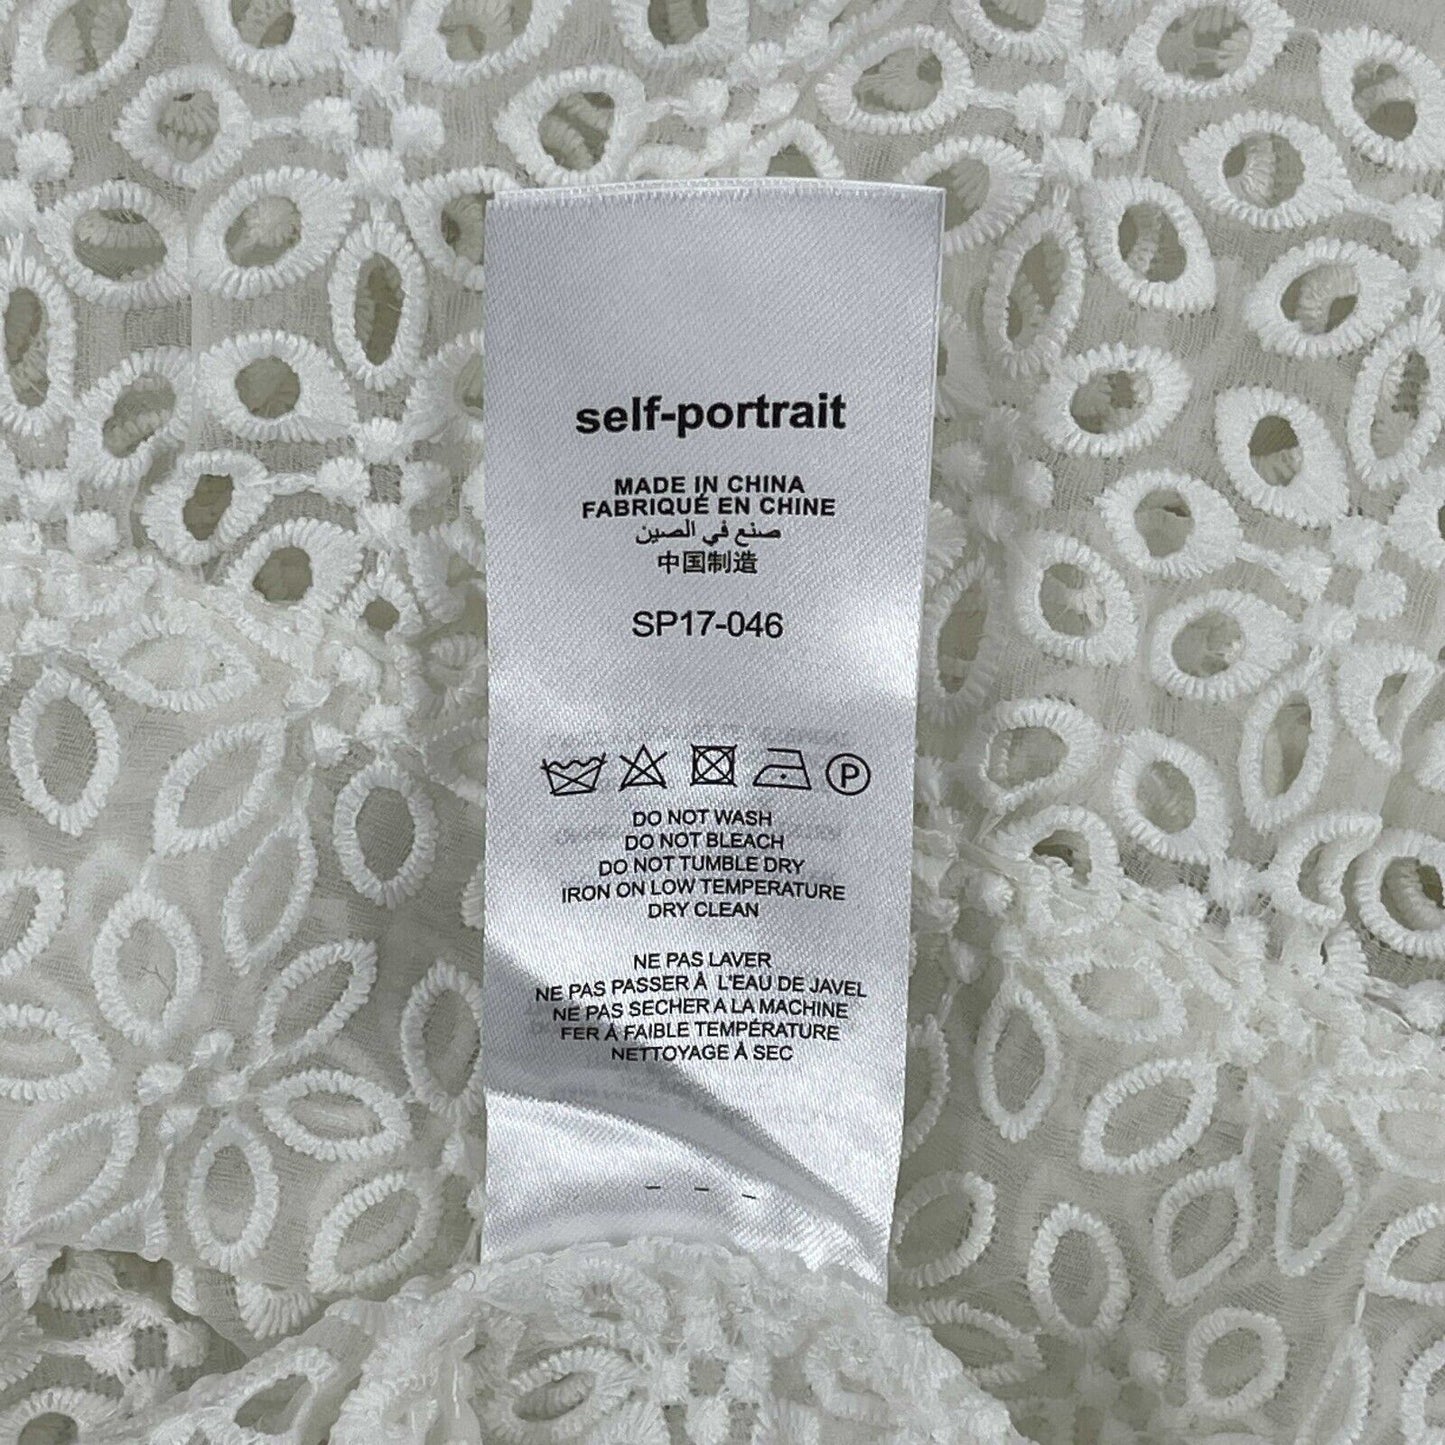 self-portrait
MADE IN CHINA
FABRIQUÉ EN CHINE
صنع في الصين
中国制造
SP17-046
P
DO NOT WASH
DO NOT BLEACH
DO NOT TUMBLE DRY
IRON ON LOW TEMPERATURE
DRY CLEAN
NE PAS LAVER
NE PAS PASSER À L'EAU DE JAVEL
NE PAS SECHER A LA MACHINE
FER À FAIBLE TEMPÉRATURE
NETTOYAGE À SEC